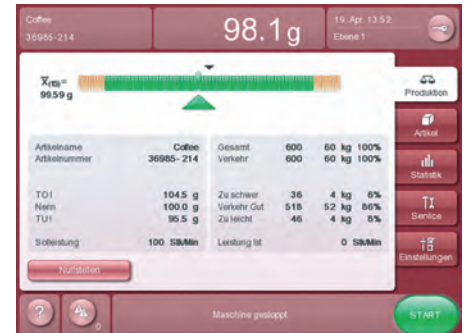 Coffee
36985-214
98.1 g
19. Apr. 13:52
Ebene 1
X(15)=
99.59 g
Produktion
Artikel
Statistik
Service
Einstellungen
Artikelname Coffee
Artikelnummer 36985-214
Gesamt 600 60 kg 100%
Verkehr 600 60 kg 100%
TO1 104.5 g
Nenn 100.0 g
TU1 95.5 g
Zu schwer 36 4 kg 6%
Verkehr Gut 518 52 kg 86%
Zu leicht 46 4 kg 8%
Solleistung 100 Stk/Min
Leistung Ist 0 Stk/Min
Nullstellen
?
0
Maschine gestoppt
START